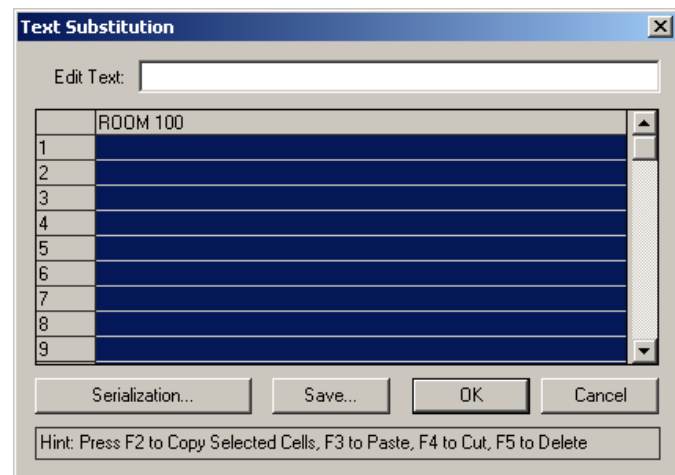 Text Substitution
Edit Text:
ROOM 100
1
2
3
4
5
6
7
8
9
Serialization... Save... OK Cancel
Hint: Press F2 to Copy Selected Cells, F3 to Paste, F4 to Cut, F5 to Delete